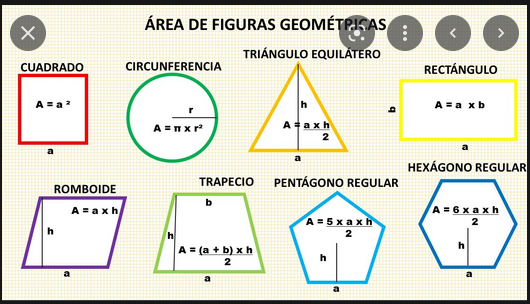 ÁREA DE FIGURAS GEOMÉTRICAS
CUADRADO
A = a ²
a
CIRCUNFERENCIA
r
A = π x r²
TRIÁNGULO EQUILÁTERO
h
A = a x h
2
a
RECTÁNGULO
b
A = a x b
a
ROMBOIDE
A = a x h
h
a
TRAPECIO
b
h
A = (a + b) x h
2
a
PENTÁGONO REGULAR
A = 5 x a x h
2
h
a
HEXÁGONO REGULAR
A = 6 x a x h
2
h
a